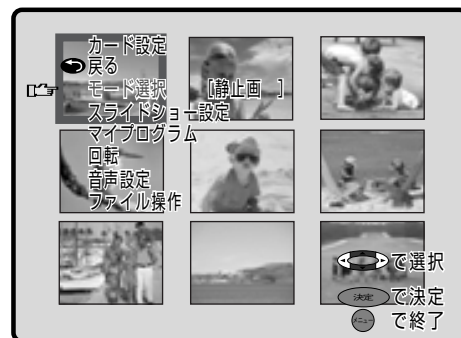 カード設定
戻る
モード選択 [静止画 ]
スライドショー設定
マイプログラム
回転
音声設定
ファイル操作
で選択
決定 で決定
メニュー で終了